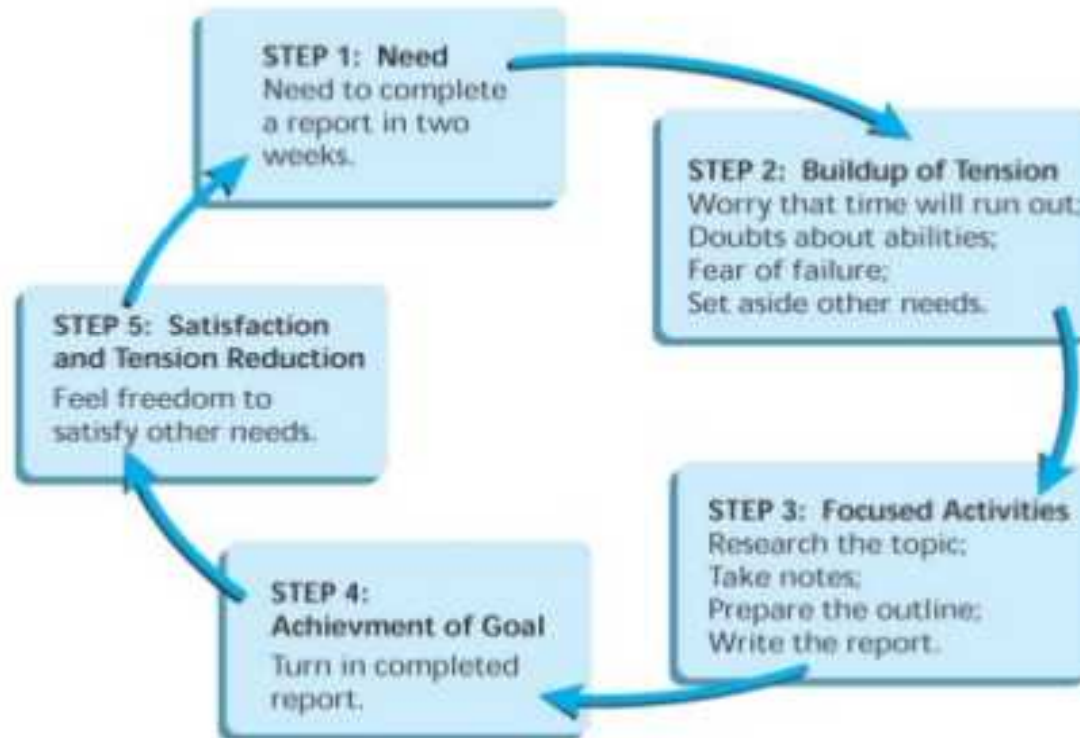 STEP 1: Need
Need to complete
a report in two
weeks.
STEP 2: Buildup of Tension
Worry that time will run out;
Doubts about abilities;
Fear of failure;
Set aside other needs.
STEP 3: Focused Activities
Research the topic;
Take notes;
Prepare the outline;
Write the report.
STEP 4:
Achievment of Goal
Turn in completed
report.
STEP 5: Satisfaction
and Tension Reduction
Feel freedom to
satisfy other needs.